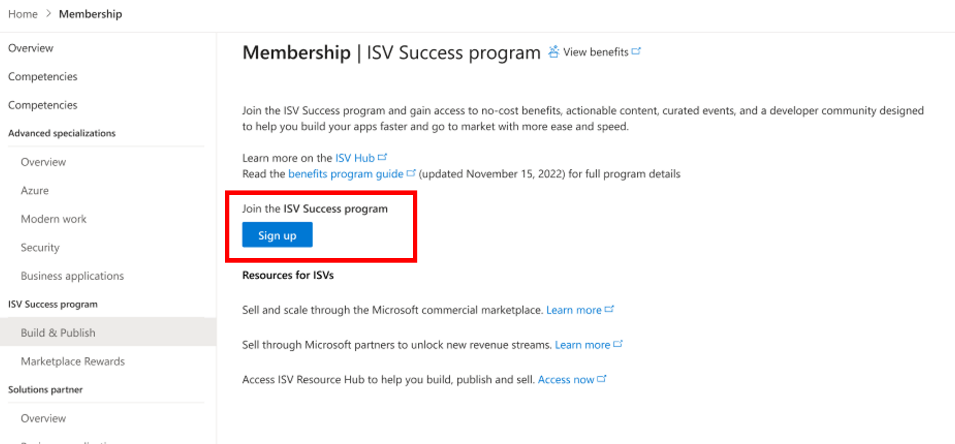 Home > Membership
Overview
Competencies
Competencies
Advanced specializations
Overview
Azure
Modern work
Security
Business applications
ISV Success program
Build & Publish
Marketplace Rewards
Solutions partner
Overview
Membership | ISV Success program View benefits
Join the ISV Success program and gain access to no-cost benefits, actionable content, curated events, and a developer community designed
to help you build your apps faster and go to market with more ease and speed.
Learn more on the ISV Hub
Read the benefits program guide (updated November 15, 2022) for full program details
Join the ISV Success program
Sign up
Resources for ISVs
Sell and scale through the Microsoft commercial marketplace. Learn more
Sell through Microsoft partners to unlock new revenue streams. Learn more
Access ISV Resource Hub to help you build, publish and sell. Access now